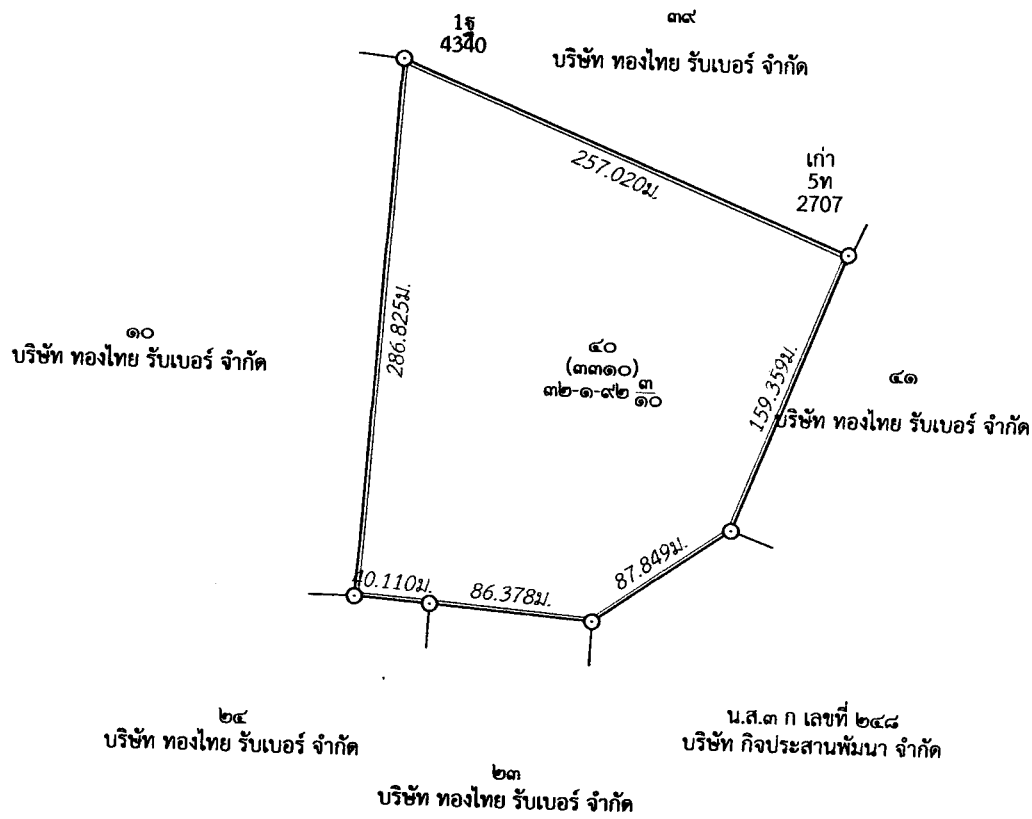 ๓๙
1ฐ
4340
บริษัท ทองไทย รับเบอร์ จำกัด
257.020ม.
เก่า
5ท
2707
286.825ม.
๑๐
บริษัท ทองไทย รับเบอร์ จำกัด
๔๐
(๓๓๑๐)
๓๒-๑-๙๒ ๓/๑๐
159.359ม.
๔๑
บริษัท ทองไทย รับเบอร์ จำกัด
87.849ม.
40.110ม.
86.378ม.
๒๔
บริษัท ทองไทย รับเบอร์ จำกัด
น.ส.๓ ก เลขที่ ๒๔๘
บริษัท กิจประสานพัมนา จำกัด
๒๓
บริษัท ทองไทย รับเบอร์ จำกัด